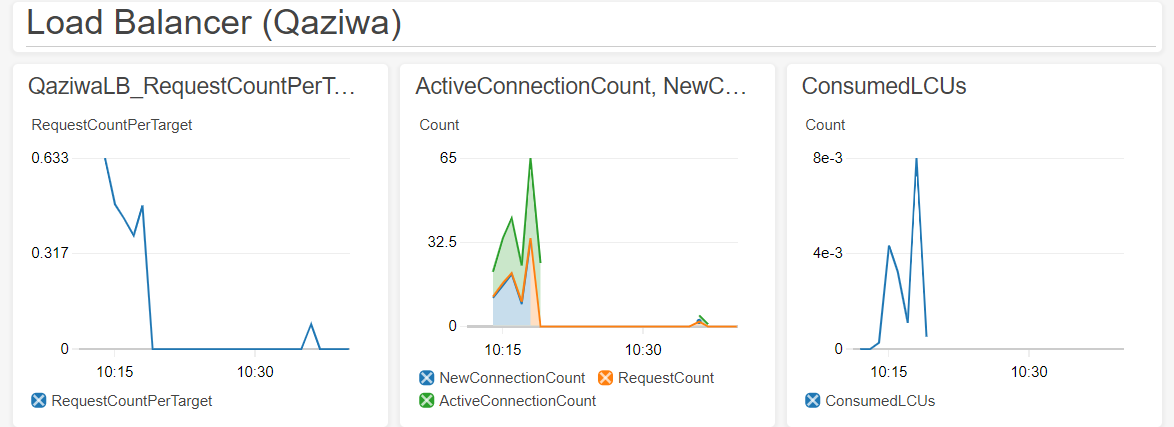 Load Balancer (Qaziwa)
QaziwaLB_RequestCountPerT...
RequestCountPerTarget
0.633
0.317
0
10:15
10:30
RequestCountPerTarget
ActiveConnectionCount, NewC...
Count
65
32.5
0
10:15
10:30
NewConnectionCount
RequestCount
ActiveConnectionCount
ConsumedLCUs
Count
8e-3
4e-3
0
10:15
10:30
ConsumedLCUs